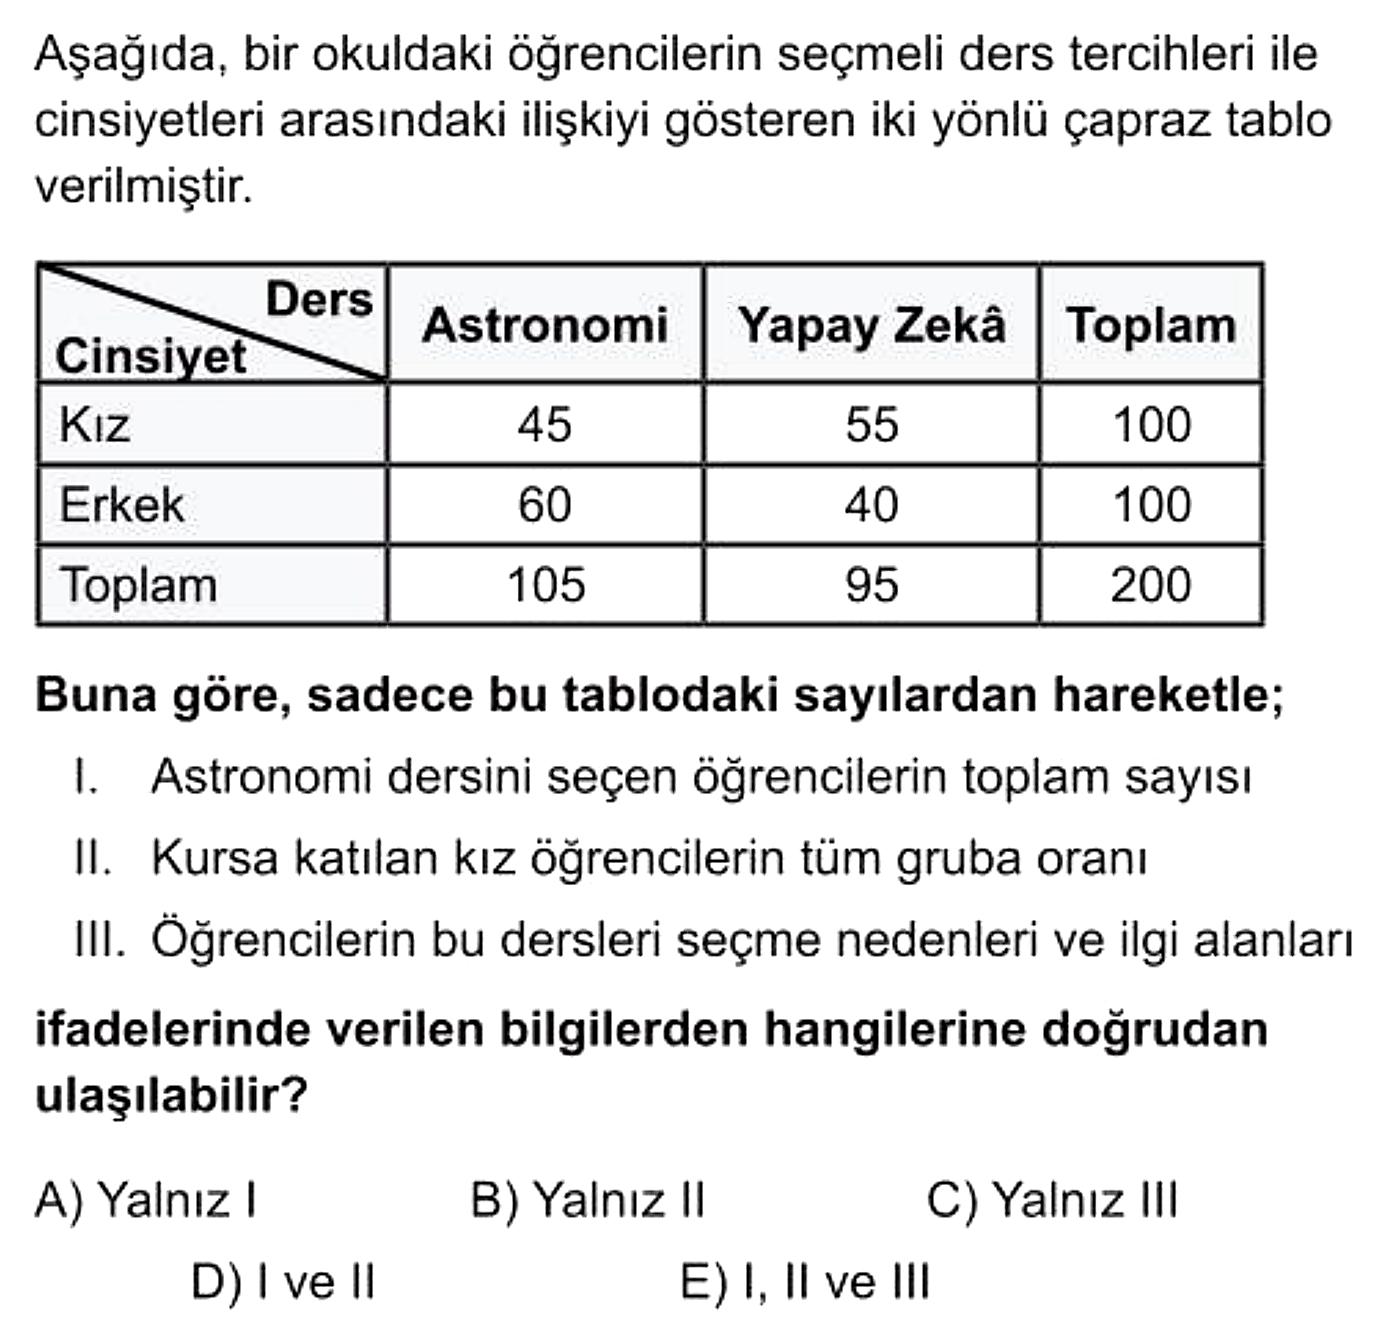 Aşağıda, bir okuldaki öğrencilerin seçmeli ders tercihleri ile
cinsiyetleri arasındaki ilişkiyi gösteren iki yönlü çapraz tablo
verilmiştir.
Ders
Cinsiyet
Astronomi Yapay Zekâ Toplam
Kız 45 55 100
Erkek 60 40 100
Toplam 105 95 200
Buna göre, sadece bu tablodaki sayılardan hareketle;
I. Astronomi dersini seçen öğrencilerin toplam sayısı
II. Kursa katılan kız öğrencilerin tüm gruba oranı
III. Öğrencilerin bu dersleri seçme nedenleri ve ilgi alanları
ifadelerinde verilen bilgilerden hangilerine doğrudan
ulaşılabilir?
A) Yalnız I B) Yalnız II C) Yalnız III
D) I ve II E) I, II ve III